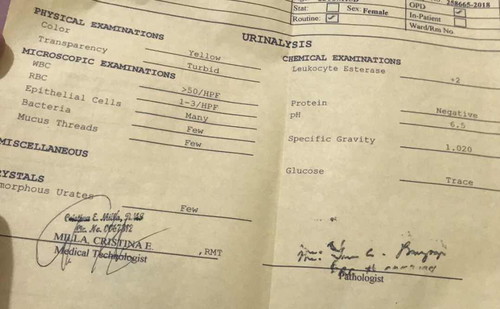 358665-2018
Stat:
Sex: Female
OPD
Routine:
In-Patient
Ward/Rm No.
URINALYSIS
PHYSICAL EXAMINATIONS
Color Yellow
Transparency Turbid
MICROSCOPIC EXAMINATIONS
WBC >50/HPF
RBC 1-3/HPF
Epithelial Cells Many
Bacteria Few
Mucus Threads Few
MISCELLANEOUS
YSTALS
morphous Urates Few
CHEMICAL EXAMINATIONS
Leukocyte Esterase +2
Protein Negative
pH 6.5
Specific Gravity 1.020
Glucose Trace
MILLA, CRISTINA E. ,RMT
Medical Technologist
Pathologist